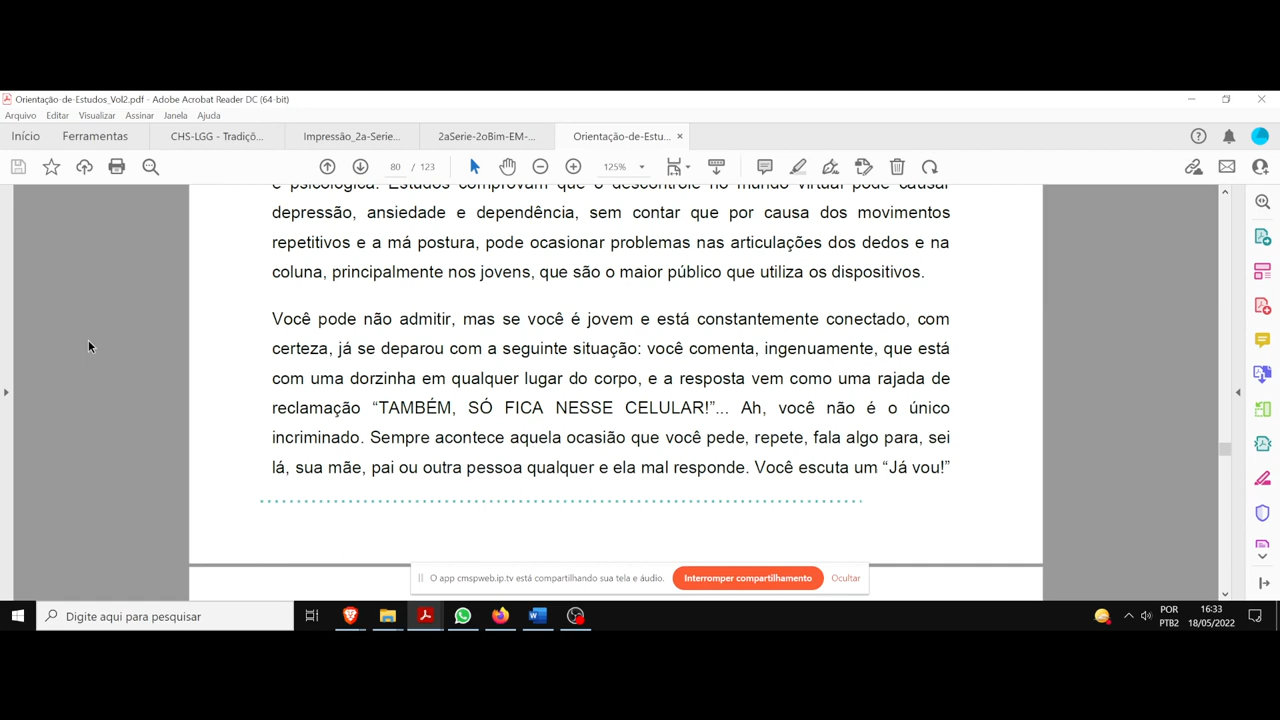 Orientação-de-Estudos_Vol2.pdf - Adobe Acrobat Reader DC (64-bit)
Arquivo Editar Visualizar Assinar Janela Ajuda
Início Ferramentas CHS-LGG - Tradiçõ... Impressão_2a-Serie... 2aSerie-2oBim-EM-... Orientação-de-Estu... ×
80 / 123 125%
e psicológica. Estudos comprovam que o descontrole no mundo virtual pode causar
depressão, ansiedade e dependência, sem contar que por causa dos movimentos
repetitivos e a má postura, pode ocasionar problemas nas articulações dos dedos e na
coluna, principalmente nos jovens, que são o maior público que utiliza os dispositivos.
Você pode não admitir, mas se você é jovem e está constantemente conectado, com
certeza, já se deparou com a seguinte situação: você comenta, ingenuamente, que está
com uma dorzinha em qualquer lugar do corpo, e a resposta vem como uma rajada de
reclamação “TAMBÉM, SÓ FICA NESSE CELULAR!”... Ah, você não é o único
incriminado. Sempre acontece aquela ocasião que você pede, repete, fala algo para, sei
lá, sua mãe, pai ou outra pessoa qualquer e ela mal responde. Você escuta um “Já vou!”
O app cmspweb.ip.tv está compartilhando sua tela e áudio. Interromper compartilhamento Ocultar
Digite aqui para pesquisar
POR 16:33
PTB2 18/05/2022